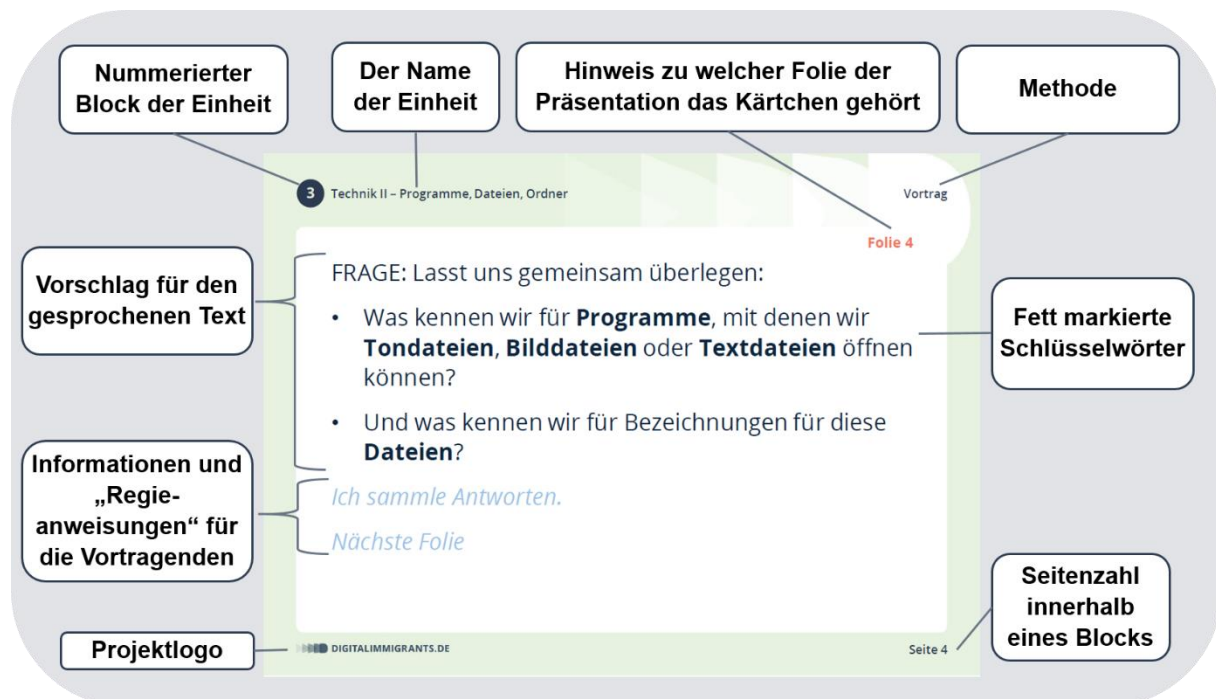 Nummerierter
Block der Einheit
Der Name
der Einheit
Hinweis zu welcher Folie der
Präsentation das Kärtchen gehört
Methode
3 Technik II – Programme, Dateien, Ordner
Vortrag
Folie 4
Vorschlag für den
gesprochenen Text
FRAGE: Lasst uns gemeinsam überlegen:
• Was kennen wir für Programme, mit denen wir
Tondateien, Bilddateien oder Textdateien öffnen
können?
• Und was kennen wir für Bezeichnungen für diese
Dateien?
Fett markierte
Schlüsselwörter
Informationen und
„Regie-
anweisungen“ für
die Vortragenden
Ich sammle Antworten.
Nächste Folie
Seitenzahl
innerhalb
eines Blocks
Projektlogo
DIGITALIMMIGRANTS.DE
Seite 4